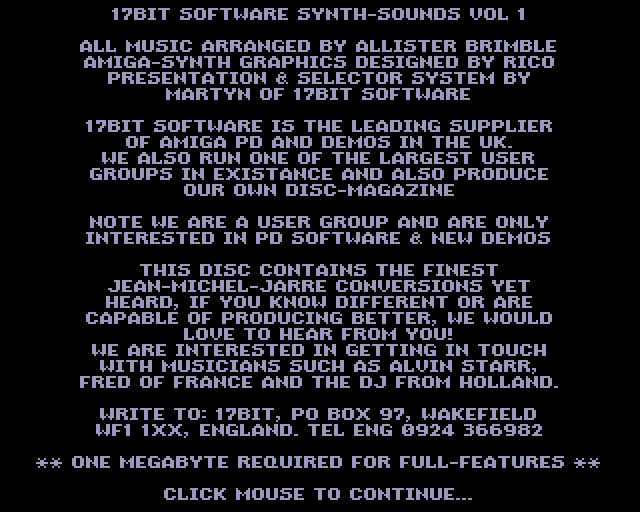 17BIT SOFTWARE SYNTH-SOUNDS VOL 1
ALL MUSIC ARRANGED BY ALLISTER BRIMBLE
AMIGA-SYNTH GRAPHICS DESIGNED BY RICO
PRESENTATION & SELECTOR SYSTEM BY
MARTYN OF 17BIT SOFTWARE
17BIT SOFTWARE IS THE LEADING SUPPLIER
OF AMIGA PD AND DEMOS IN THE UK.
WE ALSO RUN ONE OF THE LARGEST USER
GROUPS IN EXISTANCE AND ALSO PRODUCE
OUR OWN DISC-MAGAZINE
NOTE WE ARE A USER GROUP AND ARE ONLY
INTERESTED IN PD SOFTWARE & NEW DEMOS
THIS DISC CONTAINS THE FINEST
JEAN-MICHEL-JARRE CONVERSIONS YET
HEARD, IF YOU KNOW DIFFERENT OR ARE
CAPABLE OF PRODUCING BETTER, WE WOULD
LOVE TO HEAR FROM YOU!
WE ARE INTERESTED IN GETTING IN TOUCH
WITH MUSICIANS SUCH AS ALVIN STARR,
FRED OF FRANCE AND THE DJ FROM HOLLAND.
WRITE TO: 17BIT, PO BOX 97, WAKEFIELD
WF1 1XX, ENGLAND. TEL ENG 0924 366982
** ONE MEGABYTE REQUIRED FOR FULL-FEATURES **
CLICK MOUSE TO CONTINUE...